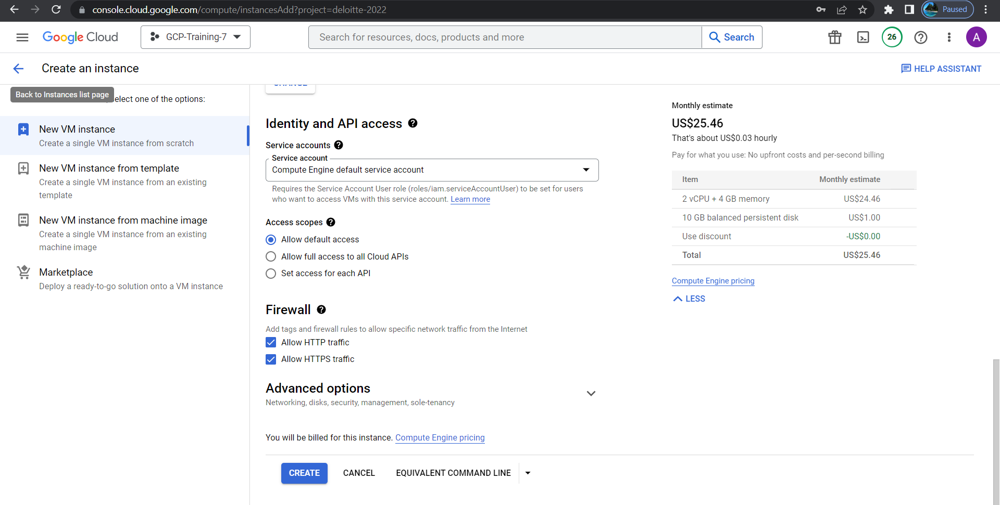 console.cloud.google.com/compute/instancesAdd?project=deloitte-2022
Paused
Google Cloud
GCP-Training-7
Search for resources, docs, products and more
Search
26
A
Create an instance
HELP ASSISTANT
Back to Instances list page
elect one of the options:
New VM instance
Create a single VM instance from scratch
New VM instance from template
Create a single VM instance from an existing
template
New VM instance from machine image
Create a single VM instance from an existing
machine image
Marketplace
Deploy a ready-to-go solution onto a VM instance
Identity and API access
Service accounts
Service account
Compute Engine default service account
Requires the Service Account User role (roles/iam.serviceAccountUser) to be set for users
who want to access VMs with this service account. Learn more
Access scopes
Allow default access
Allow full access to all Cloud APIs
Set access for each API
Firewall
Add tags and firewall rules to allow specific network traffic from the Internet
Allow HTTP traffic
Allow HTTPS traffic
Advanced options
Networking, disks, security, management, sole-tenancy
You will be billed for this instance. Compute Engine pricing
CREATE
CANCEL
EQUIVALENT COMMAND LINE
Monthly estimate
US$25.46
That's about US$0.03 hourly
Pay for what you use: No upfront costs and per-second billing
Item Monthly estimate
2 vCPU + 4 GB memory US$24.46
10 GB balanced persistent disk US$1.00
Use discount -US$0.00
Total US$25.46
Compute Engine pricing
LESS